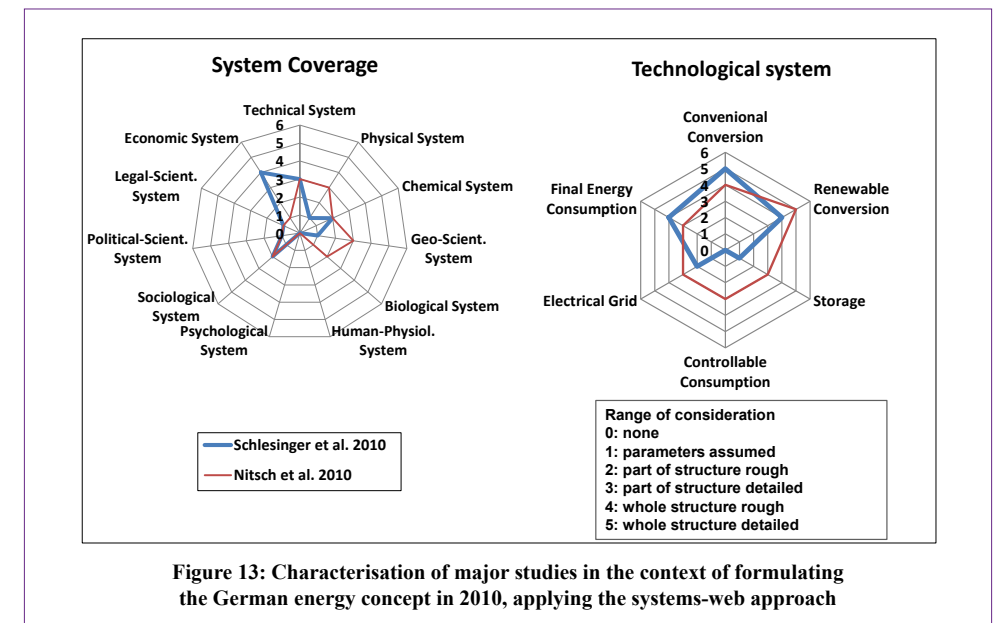 System Coverage
Technical System
Physical System
Chemical System
Geo-Scient.
System
Biological System
Human-Physiol.
System
Psychological
System
Sociological
System
Political-Scient.
System
Legal-Scient.
System
Economic System
6
5
4
3
2
1
0
Schlesinger et al. 2010
Nitsch et al. 2010
Technological system
Convenional
Conversion
Renewable
Conversion
Storage
Controllable
Consumption
Electrical Grid
Final Energy
Consumption
6
5
4
3
2
1
0
Range of consideration
0: none
1: parameters assumed
2: part of structure rough
3: part of structure detailed
4: whole structure rough
5: whole structure detailed
Figure 13: Characterisation of major studies in the context of formulating
the German energy concept in 2010, applying the systems-web approach